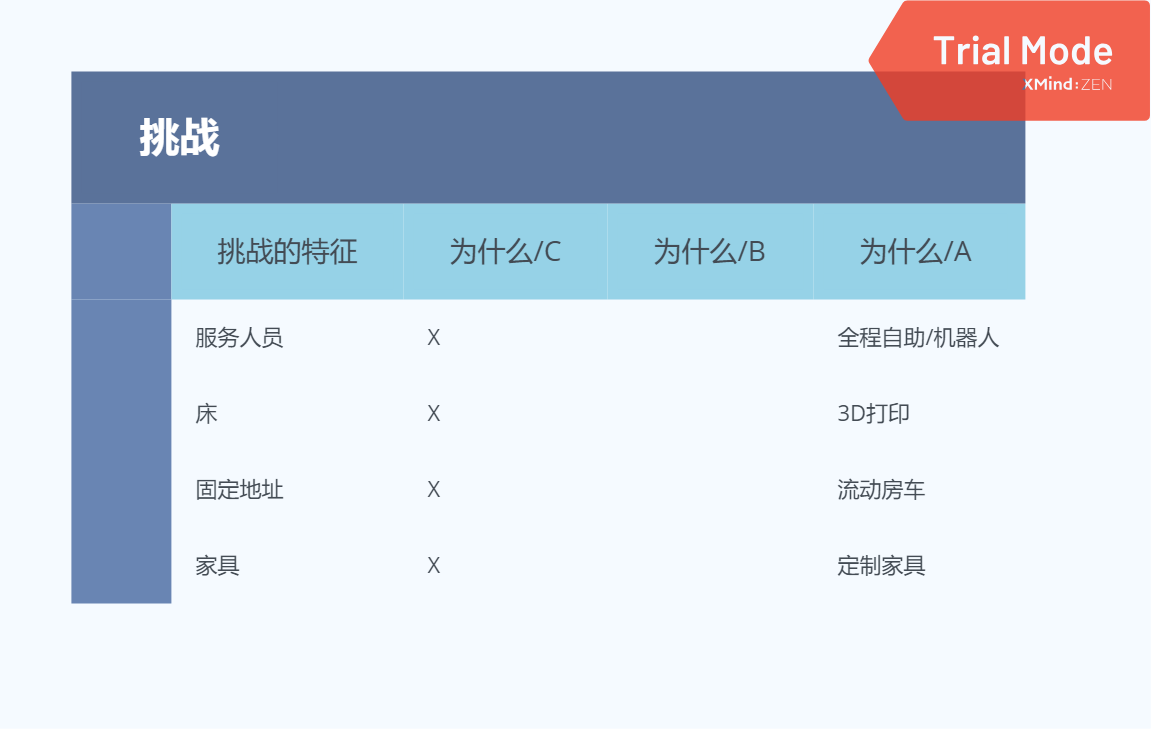 Trial Mode
XMind:ZEN
挑战
挑战的特征 为什么/C 为什么/B 为什么/A
服务人员 X 全程自助/机器人
床 X 3D打印
固定地址 X 流动房车
家具 X 定制家具